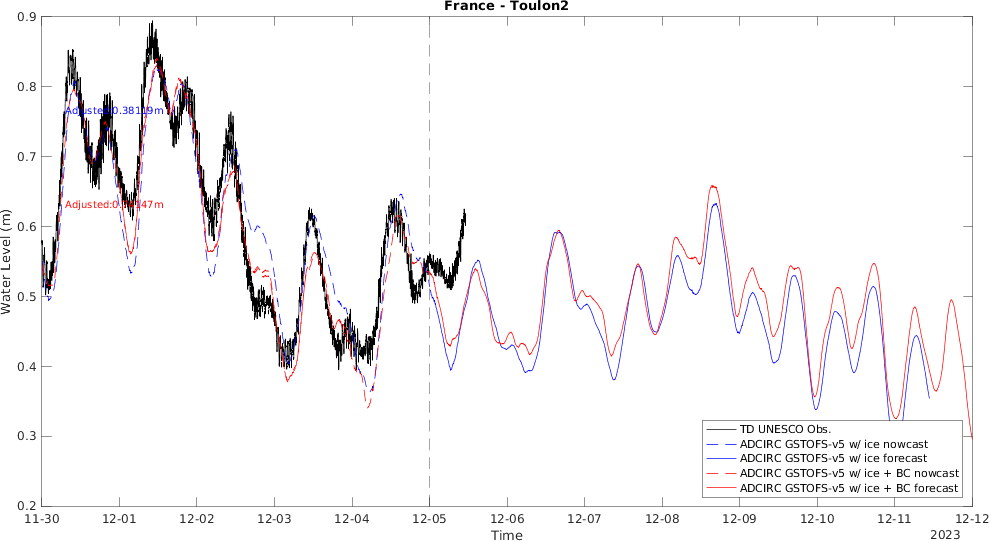 France - Toulon2
0.9
0.8
0.7
0.6
0.5
0.4
0.3
0.2
Water Level (m)
Adjusted:0.38119m
TD UNESCO Obs.
ADCIRC GSTOFS-v5 w/ ice nowcast
ADCIRC GSTOFS-v5 w/ ice forecast
ADCIRC GSTOFS-v5 w/ ice + BC nowcast
ADCIRC GSTOFS-v5 w/ ice + BC forecast
11-30
12-01
12-02
12-03
12-04
12-05
12-06
12-07
12-08
12-09
12-10
12-11
12-12
Time
2023